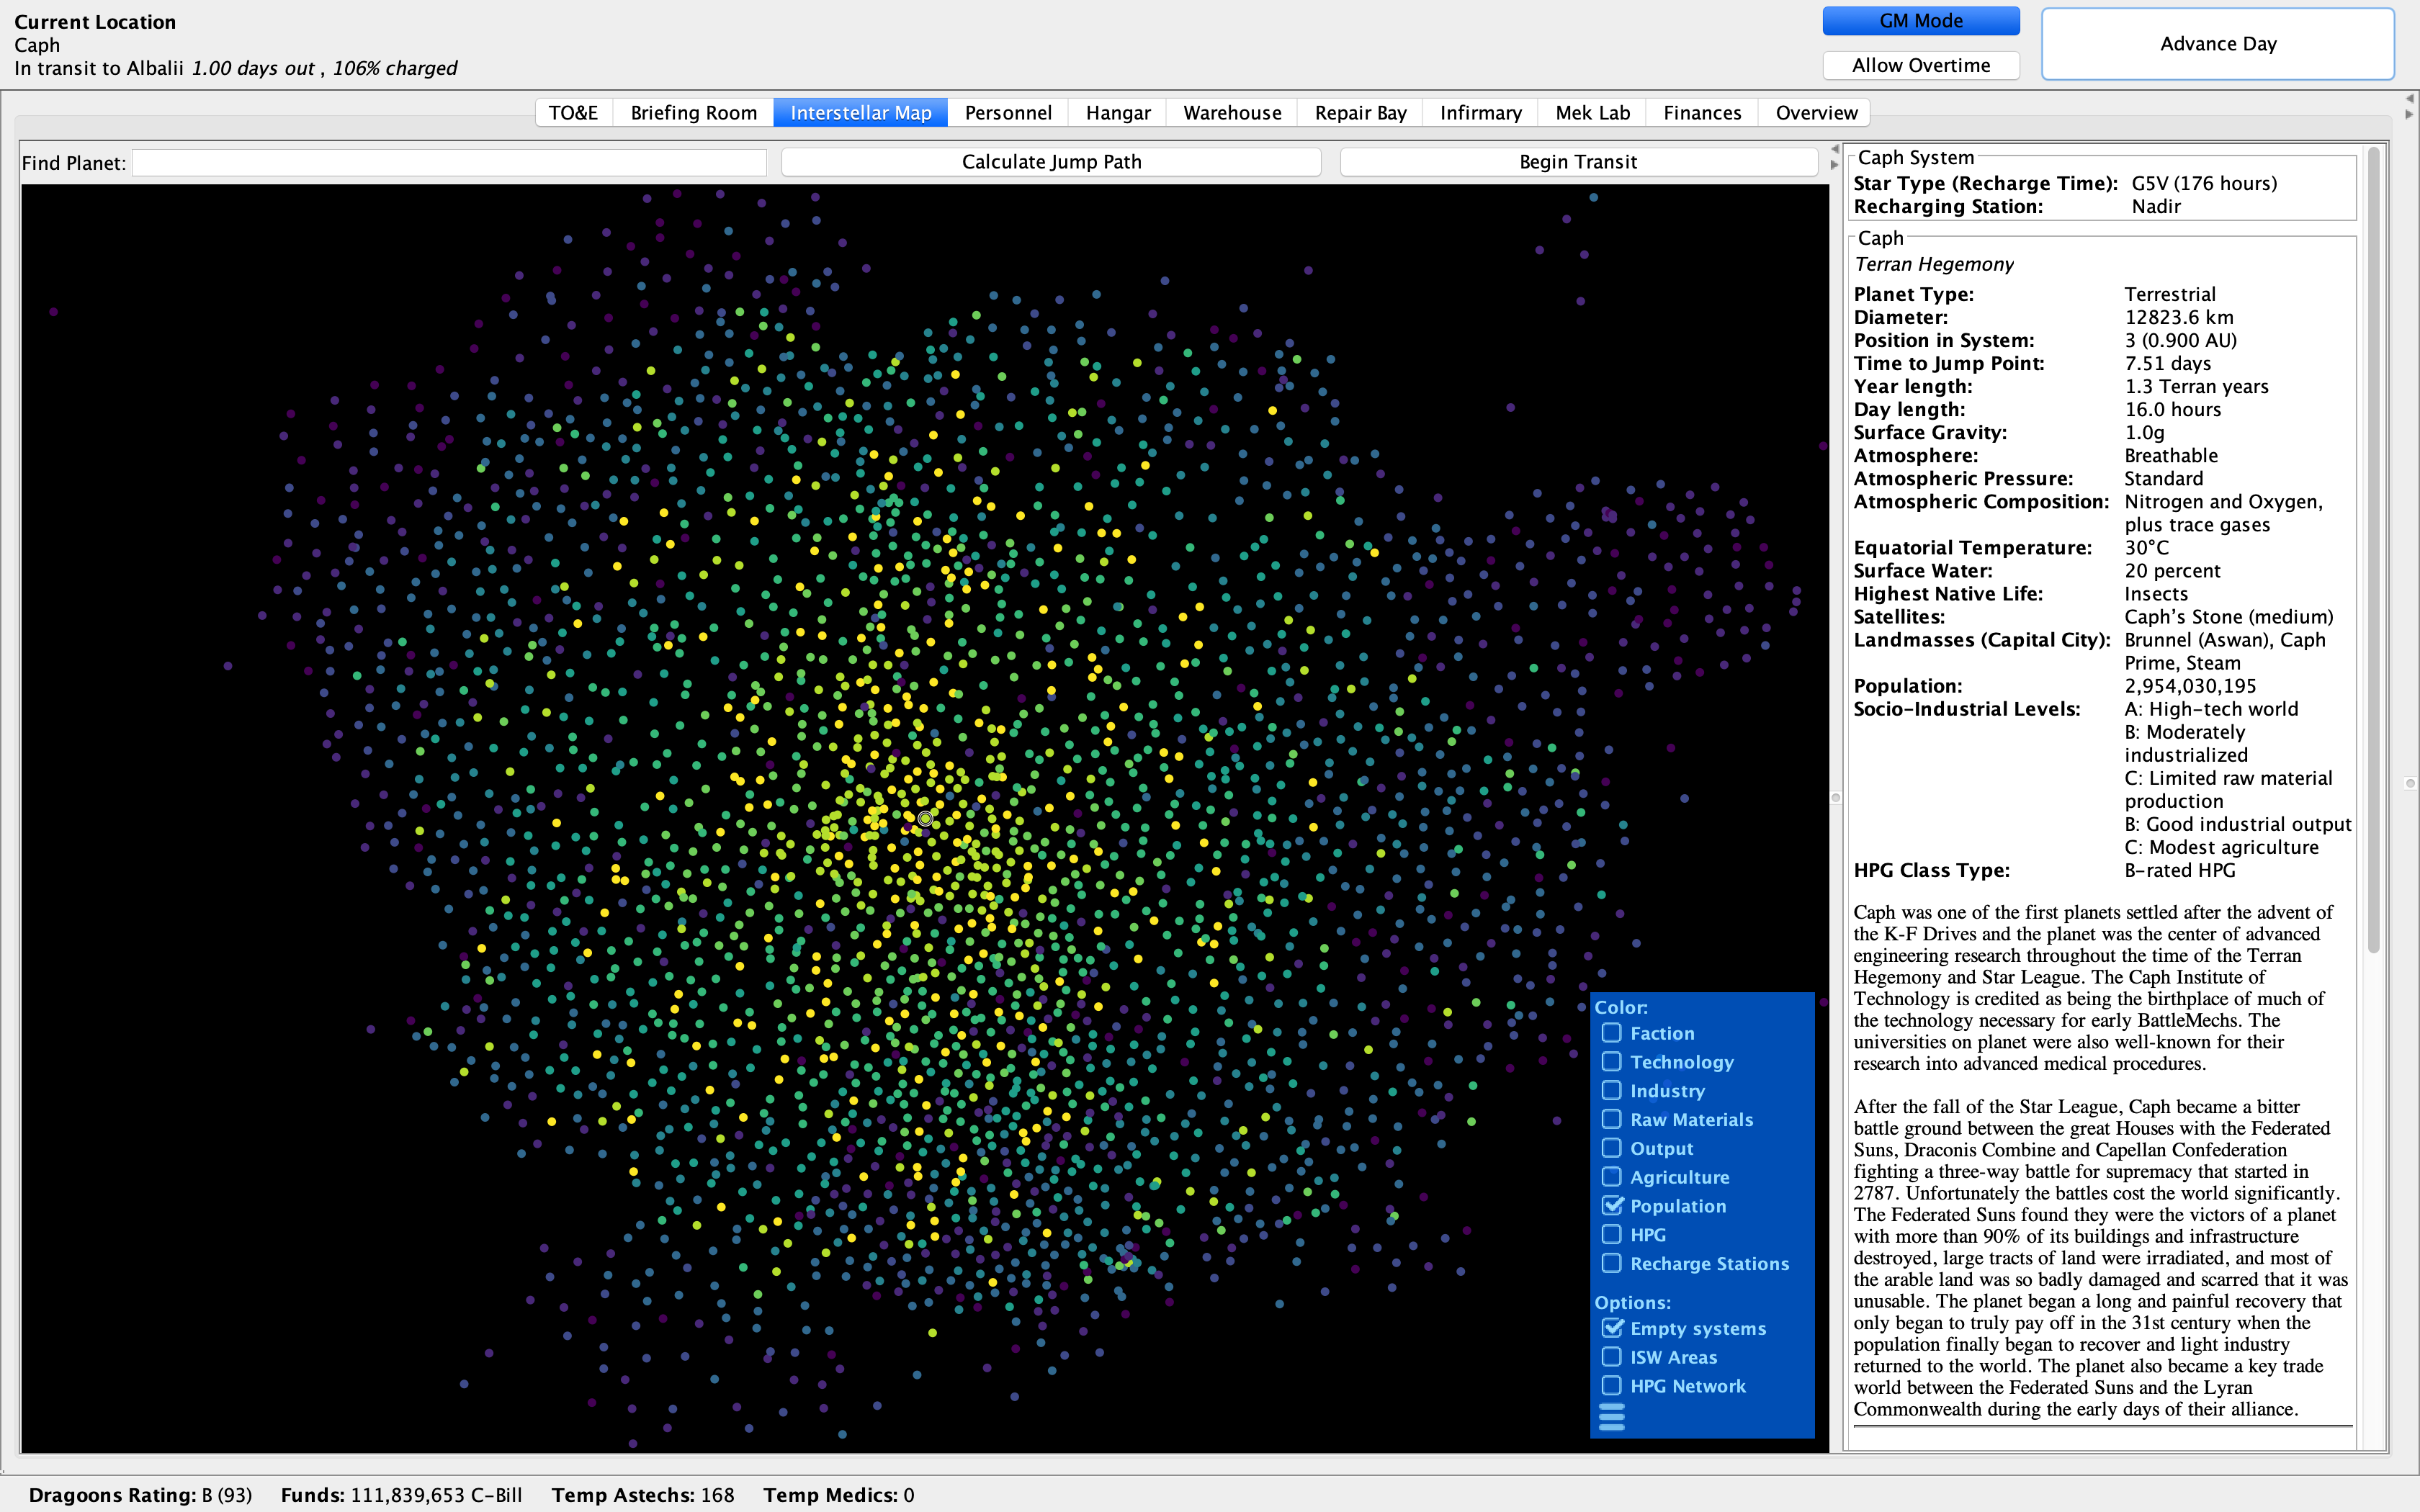 Current Location
Caph
In transit to Albalii 1.00 days out , 106% charged
GM Mode
Allow Overtime
Advance Day
TO&E Briefing Room Interstellar Map Personnel Hangar Warehouse Repair Bay Infirmary Mek Lab Finances Overview
Find Planet: Calculate Jump Path Begin Transit
Caph System
Star Type (Recharge Time): G5V (176 hours)
Recharging Station: Nadir
Caph
Terran Hegemony
Planet Type: Terrestrial
Diameter: 12823.6 km
Position in System: 3 (0.900 AU)
Time to Jump Point: 7.51 days
Year length: 1.3 Terran years
Day length: 16.0 hours
Surface Gravity: 1.0g
Atmosphere: Breathable
Atmospheric Pressure: Standard
Atmospheric Composition: Nitrogen and Oxygen,
plus trace gases
Equatorial Temperature: 30°C
Surface Water: 20 percent
Highest Native Life: Insects
Satellites: Caph's Stone (medium)
Landmasses (Capital City): Brunnel (Aswan), Caph
Prime, Steam
Population: 2,954,030,195
Socio-Industrial Levels: A: High-tech world
B: Moderately
industrialized
C: Limited raw material
production
B: Good industrial output
C: Modest agriculture
HPG Class Type: B-rated HPG
Caph was one of the first planets settled after the advent of
the K-F Drives and the planet was the center of advanced
engineering research throughout the time of the Terran
Hegemony and Star League. The Caph Institute of
Technology is credited as being the birthplace of much of
the technology necessary for early BattleMechs. The
universities on planet were also well-known for their
research into advanced medical procedures.
After the fall of the Star League, Caph became a bitter
battle ground between the great Houses with the Federated
Suns, Draconis Combine and Capellan Confederation
fighting a three-way battle for supremacy that started in
2787. Unfortunately the battles cost the world significantly.
The Federated Suns found they were the victors of a planet
with more than 90% of its buildings and infrastructure
destroyed, large tracts of land were irradiated, and most of
the arable land was so badly damaged and scarred that it was
unusable. The planet began a long and painful recovery that
only began to truly pay off in the 31st century when the
population finally began to recover and light industry
returned to the world. The planet also became a key trade
world between the Federated Suns and the Lyran
Commonwealth during the early days of their alliance.
Color:
Faction
Technology
Industry
Raw Materials
Output
Agriculture
Population
HPG
Recharge Stations
Options:
Empty systems
ISW Areas
HPG Network
Dragoons Rating: B (93) Funds: 111,839,653 C-Bill Temp Astechs: 168 Temp Medics: 0